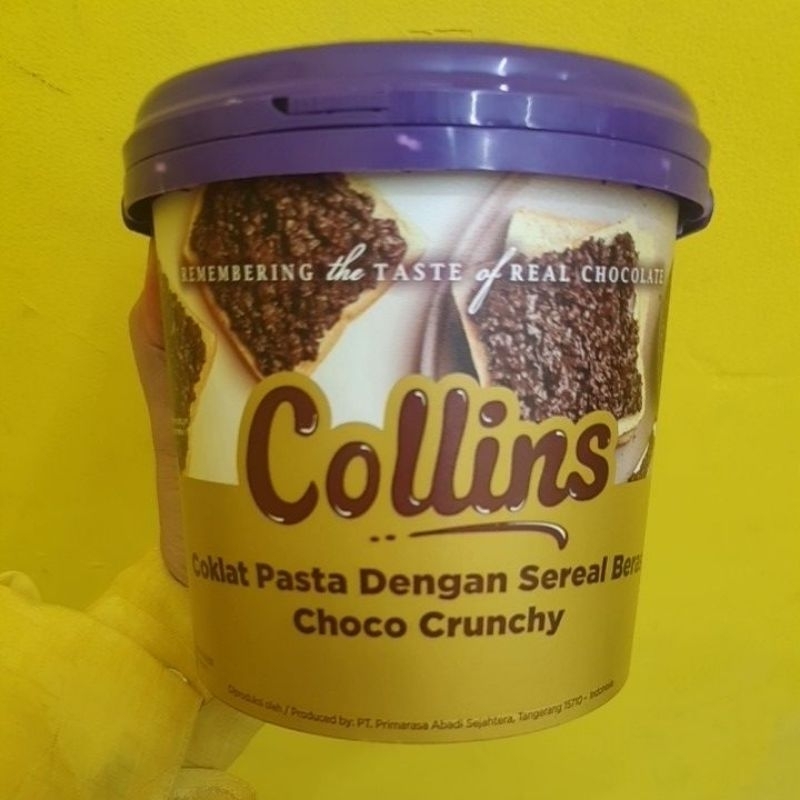 REMEMBERING the TASTE of REAL CHOCOLATE
Collins
Coklat Pasta Dengan Sereal Beras
Choco Crunchy
Diproduksi oleh / Produced by: PT. Primarasa Abadi Sejahtera, Tangerang 15710 - Indonesia